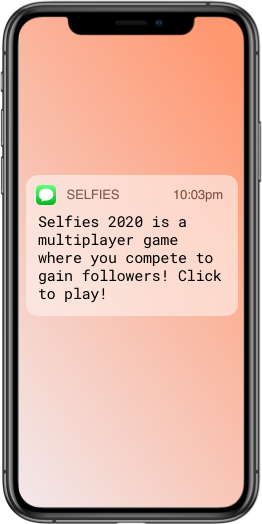 SELFIES 10:03pm
Selfies 2020 is a
multiplayer game
where you compete to
gain followers! Click
to play!